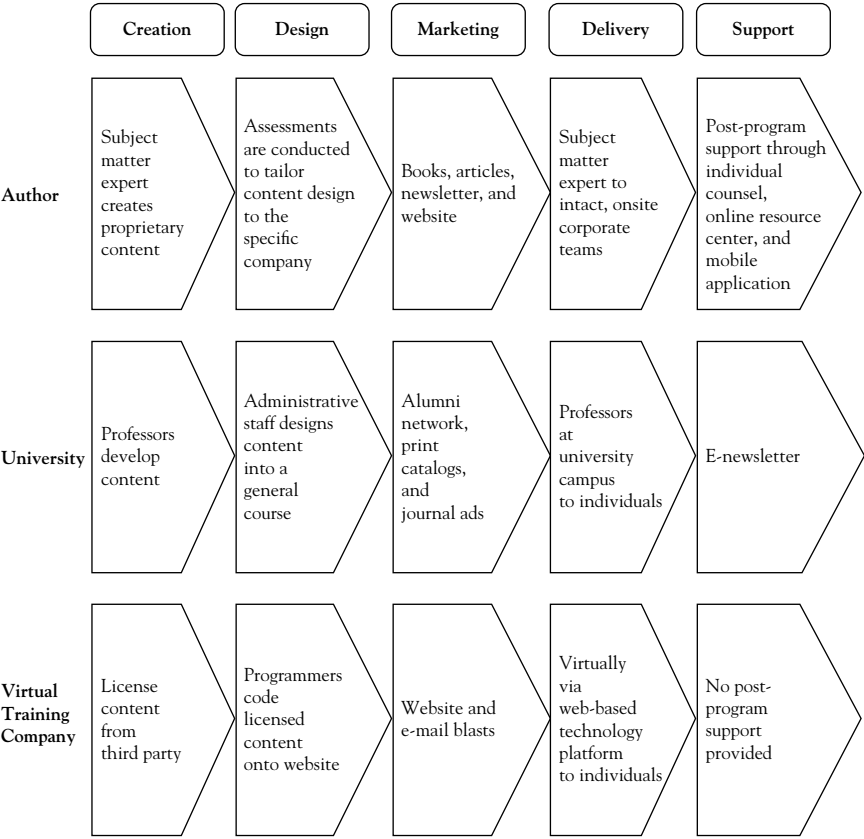 Creation
Design
Marketing
Delivery
Support
Author
Subject
matter
expert
creates
proprietary
content
Assessments
are conducted
to tailor
content design
to the
specific
company
Books, articles,
newsletter, and
website
Subject
matter
expert to
intact, onsite
corporate
teams
Post-program
support through
individual
counsel,
online resource
center, and
mobile
application
University
Professors
develop
content
Administrative
staff designs
content
into a
general
course
Alumni
network,
print
catalogs,
and
journal ads
Professors
at
university
campus
to individuals
E-newsletter
Virtual
Training
Company
License
content
from
third party
Programmers
code
licensed
content
onto website
Website and
e-mail blasts
Virtually
via
web-based
technology
platform
to individuals
No post-
program
support
provided